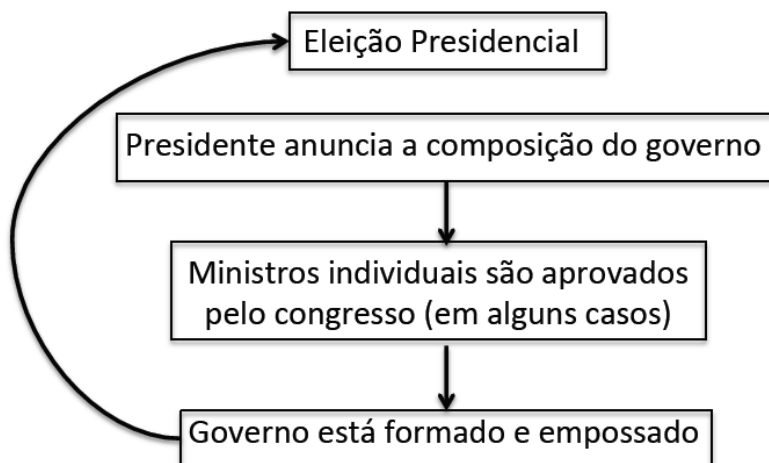 Eleição Presidencial
Presidente anuncia a composição do governo
Ministros individuais são aprovados
pelo congresso (em alguns casos)
Governo está formado e empossado